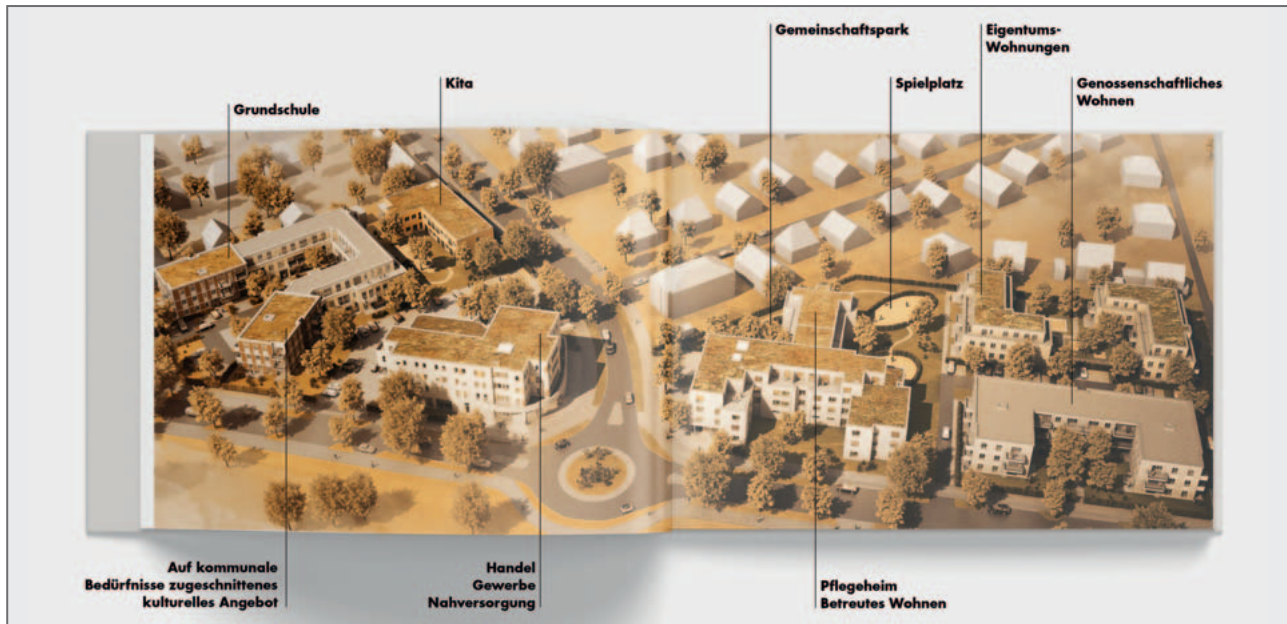 Gemeinschaftspark
Eigentums-
Wohnungen
Kita
Spielplatz
Genossenschaftliches
Wohnen
Grundschule
Auf kommunale
Bedürfnisse zugeschnittenes
kulturelles Angebot
Handel
Gewerbe
Nahversorgung
Pflegeheim
Betreutes Wohnen